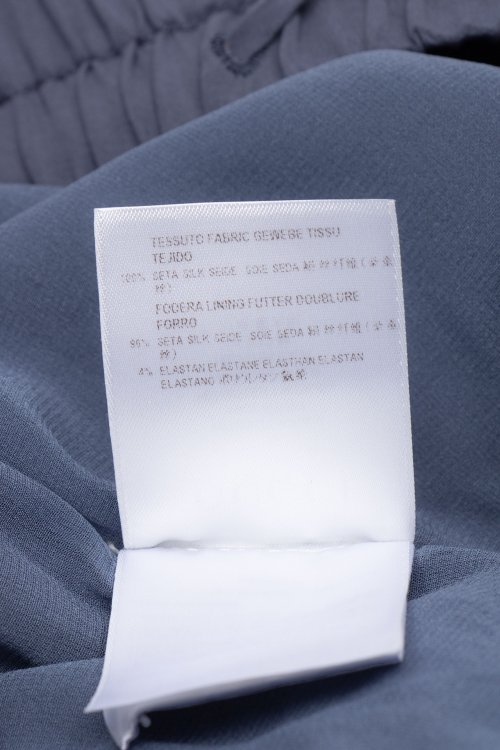 TESSUTO FABRIC GEWEBE TISSU
TEJIDO
100% SETA SILK SEIDE SOIE SEDA
FODERA LINING FUTTER DOUBLURE
FORRO
96% SETA SILK SEIDE SOIE SEDA
4% ELASTAN ELASTANE ELASTHAN ELASTAN
ELASTANO